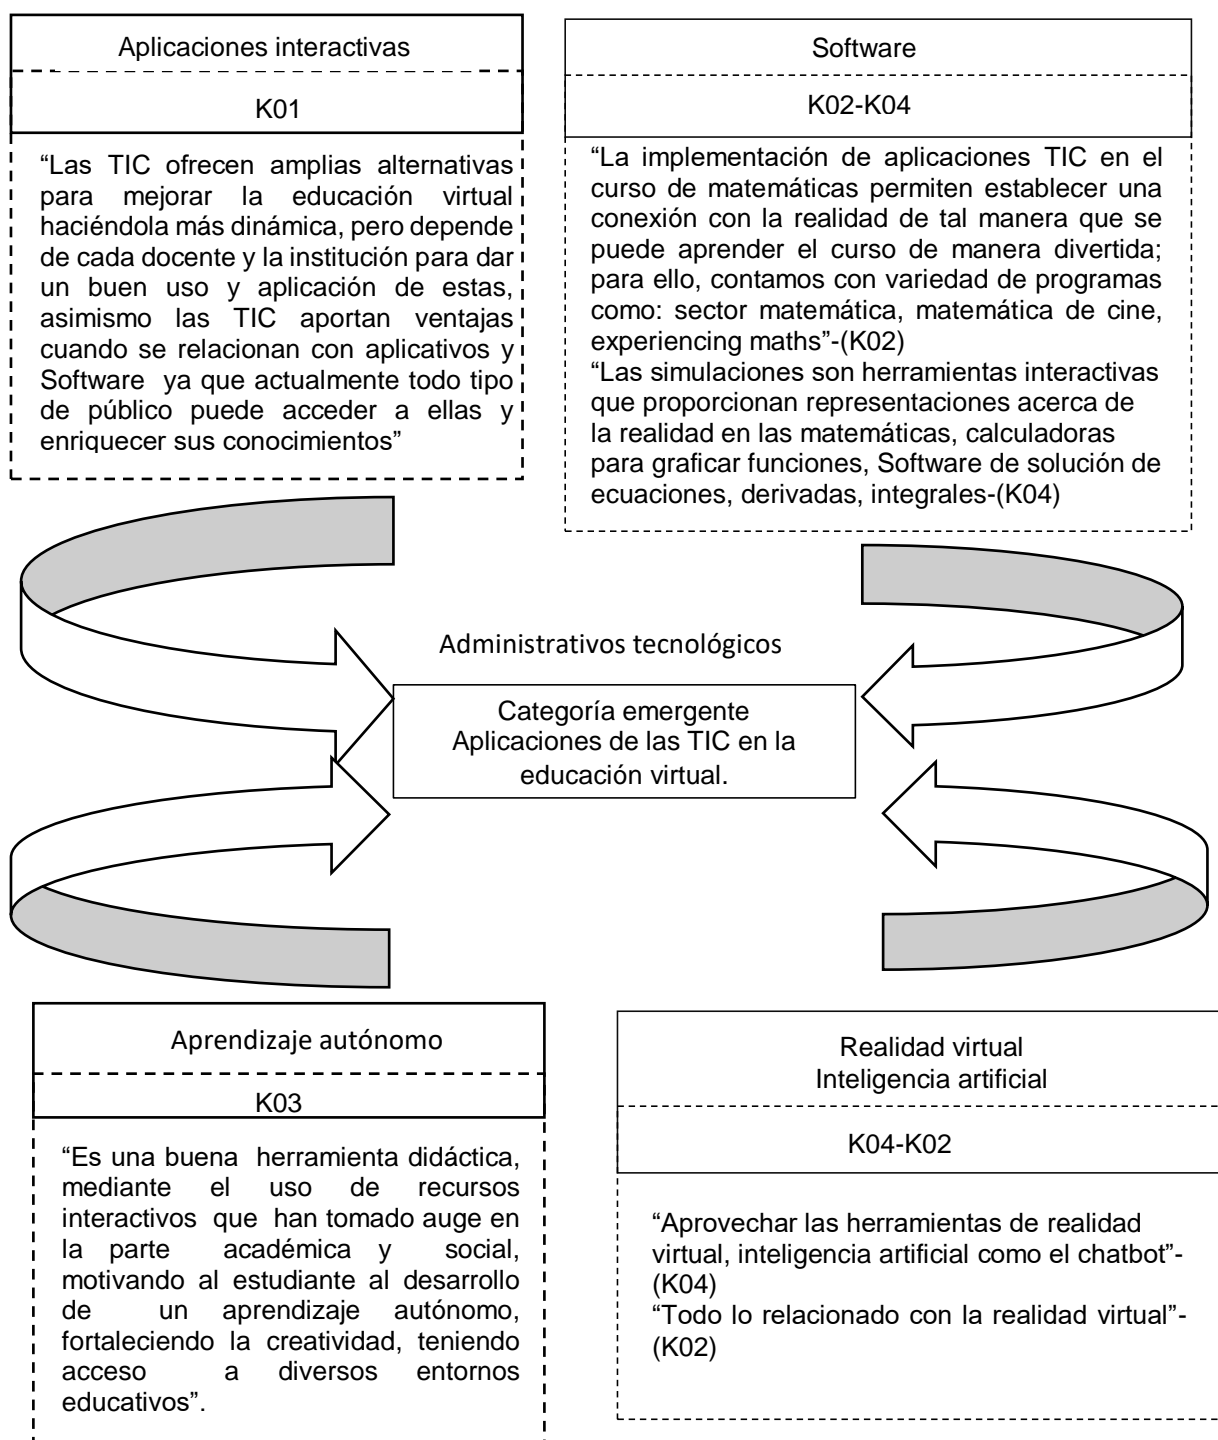 Aplicaciones interactivas
K01
“Las TIC ofrecen amplias alternativas
para mejorar la educación virtual
haciéndola más dinámica, pero depende
de cada docente y la institución para dar
un buen uso y aplicación de estas,
asimismo las TIC aportan ventajas
cuando se relacionan con aplicativos y
Software ya que actualmente todo tipo
de público puede acceder a ellas y
enriquecer sus conocimientos”
Software
K02-K04
“La implementación de aplicaciones TIC en el
curso de matemáticas permiten establecer una
conexión con la realidad de tal manera que se
puede aprender el curso de manera divertida;
para ello, contamos con variedad de programas
como: sector matemática, matemática de cine,
experiencing maths”-(K02)
“Las simulaciones son herramientas interactivas
que proporcionan representaciones acerca de
la realidad en las matemáticas, calculadoras
para graficar funciones, Software de solución de
ecuaciones, derivadas, integrales-(K04)
Administrativos tecnológicos
Categoría emergente
Aplicaciones de las TIC en la
educación virtual.
Aprendizaje autónomo
K03
“Es una buena herramienta didáctica,
mediante el uso de recursos
interactivos que han tomado auge en
la parte académica y social,
motivando al estudiante al desarrollo
de un aprendizaje autónomo,
fortaleciendo la creatividad, teniendo
acceso a diversos entornos
educativos”.
Realidad virtual
Inteligencia artificial
K04-K02
“Aprovechar las herramientas de realidad
virtual, inteligencia artificial como el chatbot”-
(K04)
“Todo lo relacionado con la realidad virtual”-
(K02)